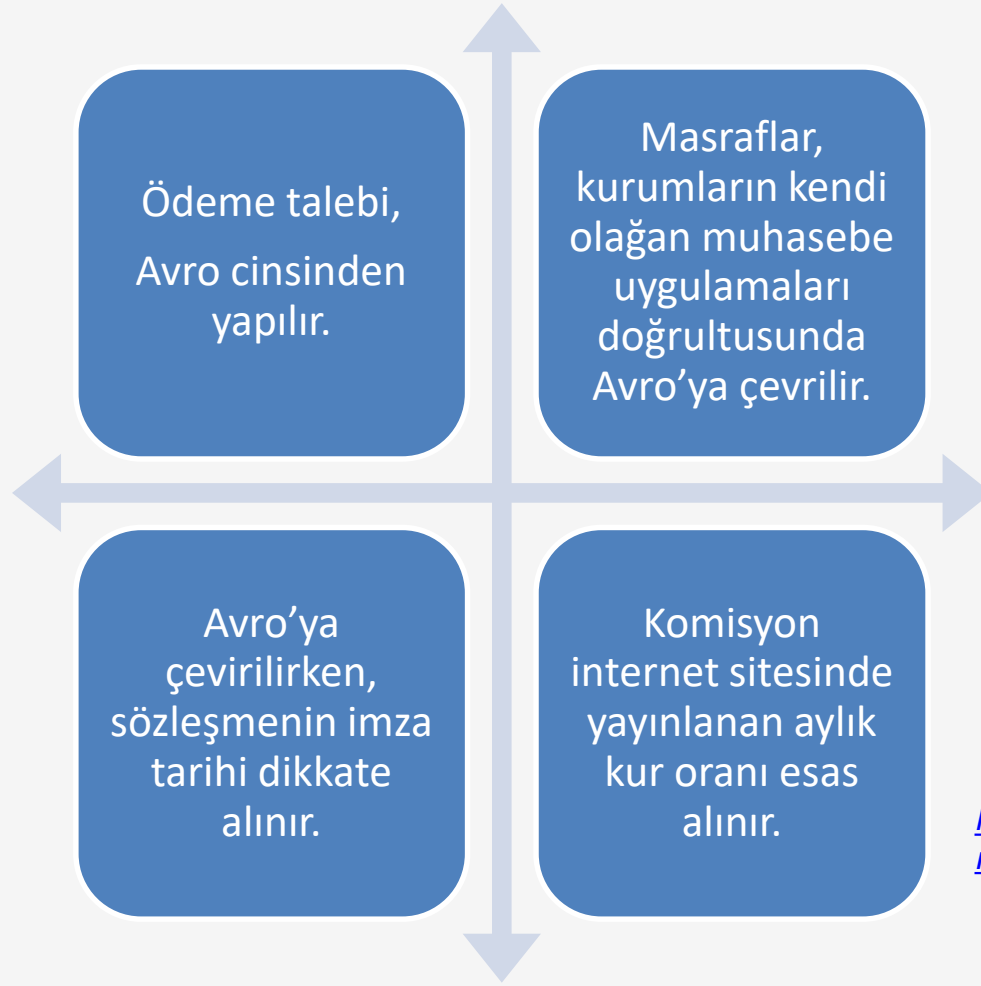 Ödeme talebi,
Avro cinsinden
yapılır.
Masraflar,
kurumların kendi
olağan muhasebe
uygulamaları
doğrultusunda
Avro’ya çevrilir.
Avro’ya
çevirilirken,
sözleşmenin imza
tarihi dikkate
alınır.
Komisyon
internet sitesinde
yayınlanan aylık
kur oranı esas
alınır.